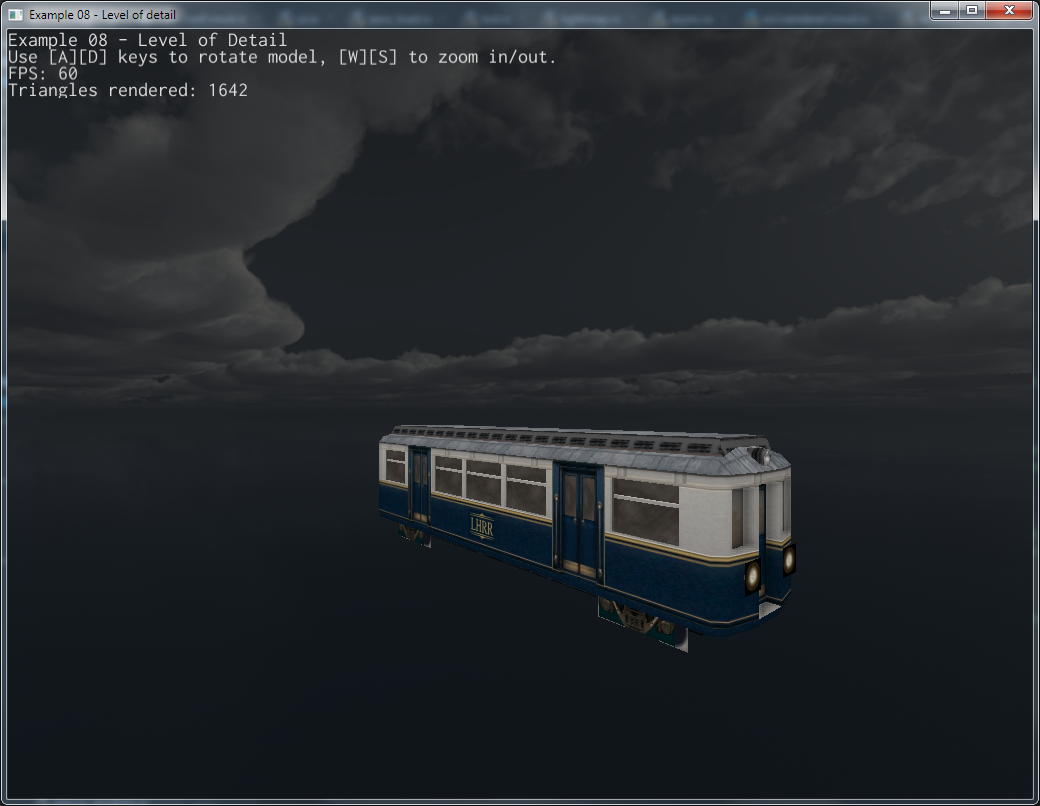 Example 08 - Level of detail
Example 08 - Level of Detail
Use [A][D] keys to rotate model, [W][S] to zoom in/out.
FPS: 60
Triangles rendered: 1642
LHRR